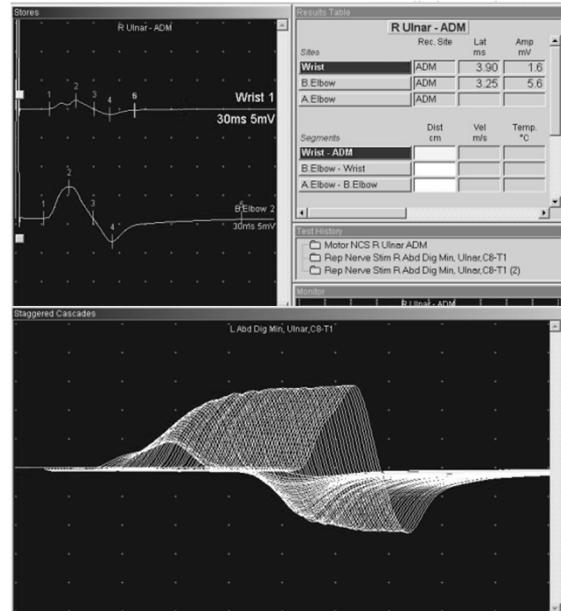 Stores
R Ulnar - ADM
1 2 3 4 6
Wrist 1
30ms 5mV
1 2 3 4
B.Elbow 2
30ms 5mV
Results Table
R Ulnar - ADM
Sites Rec. Site Lat ms Amp mV
Wrist ADM 3.90 1.6
B.Elbow ADM 3.25 5.6
A.Elbow ADM
Segments Dist cm Vel m/s Temp. °C
Wrist - ADM
B.Elbow - Wrist
A.Elbow - B.Elbow
Test History
Motor NCS R Ulnar ADM
Rep Nerve Stim R Abd Dig Min, Ulnar,C8-T1
Rep Nerve Stim R Abd Dig Min, Ulnar,C8-T1 (2)
Monitor
R Ulnar - ADM
Staggered Cascades
L Abd Dig Min, Ulnar,C8-T1